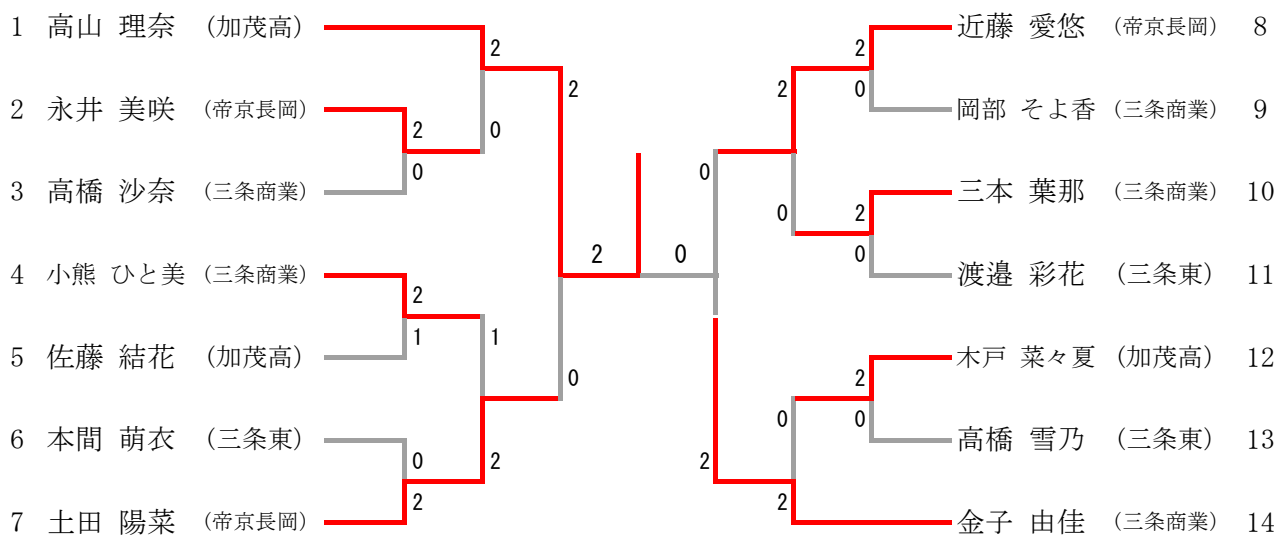 1 高山 理奈 (加茂高)
2
2
2 永井 美咲 (帝京長岡)
2
0
0
3 高橋 沙奈 (三条商業)
4 小熊 ひと美 (三条商業)
2
1
1
5 佐藤 結花 (加茂高)
0
6 本間 萌衣 (三条東)
0
2
2
7 土田 陽菜 (帝京長岡)
2
0
近藤 愛悠 (帝京長岡) 8
2
0
2
岡部 そよ香 (三条商業) 9
0
三本 葉那 (三条商業) 10
2
0
0
渡邉 彩花 (三条東) 11
木戸 菜々夏 (加茂高) 12
2
0
0
高橋 雪乃 (三条東) 13
2
2
金子 由佳 (三条商業) 14